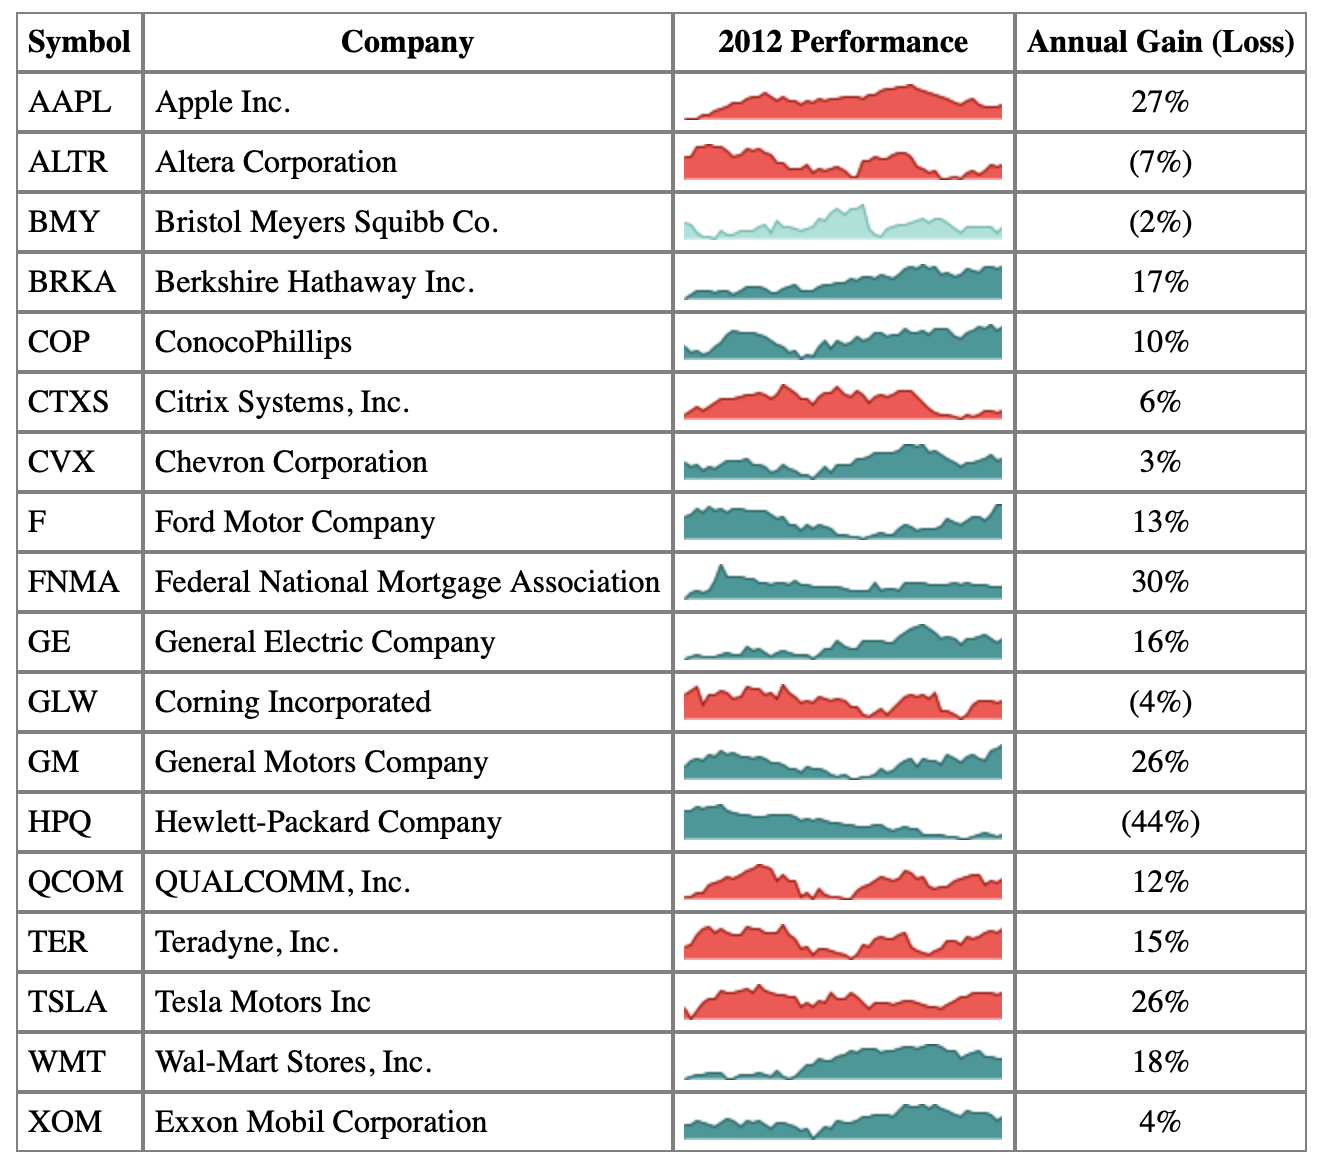 Symbol Company 2012 Performance Annual Gain (Loss)
AAPL Apple Inc. 27%
ALTR Altera Corporation (7%)
BMY Bristol Meyers Squibb Co. (2%)
BRKA Berkshire Hathaway Inc. 17%
COP ConocoPhillips 10%
CTXS Citrix Systems, Inc. 6%
CVX Chevron Corporation 3%
F Ford Motor Company 13%
FNMA Federal National Mortgage Association 30%
GE General Electric Company 16%
GLW Corning Incorporated (4%)
GM General Motors Company 26%
HPQ Hewlett-Packard Company (44%)
QCOM QUALCOMM, Inc. 12%
TER Teradyne, Inc. 15%
TSLA Tesla Motors Inc 26%
WMT Wal-Mart Stores, Inc. 18%
XOM Exxon Mobil Corporation 4%